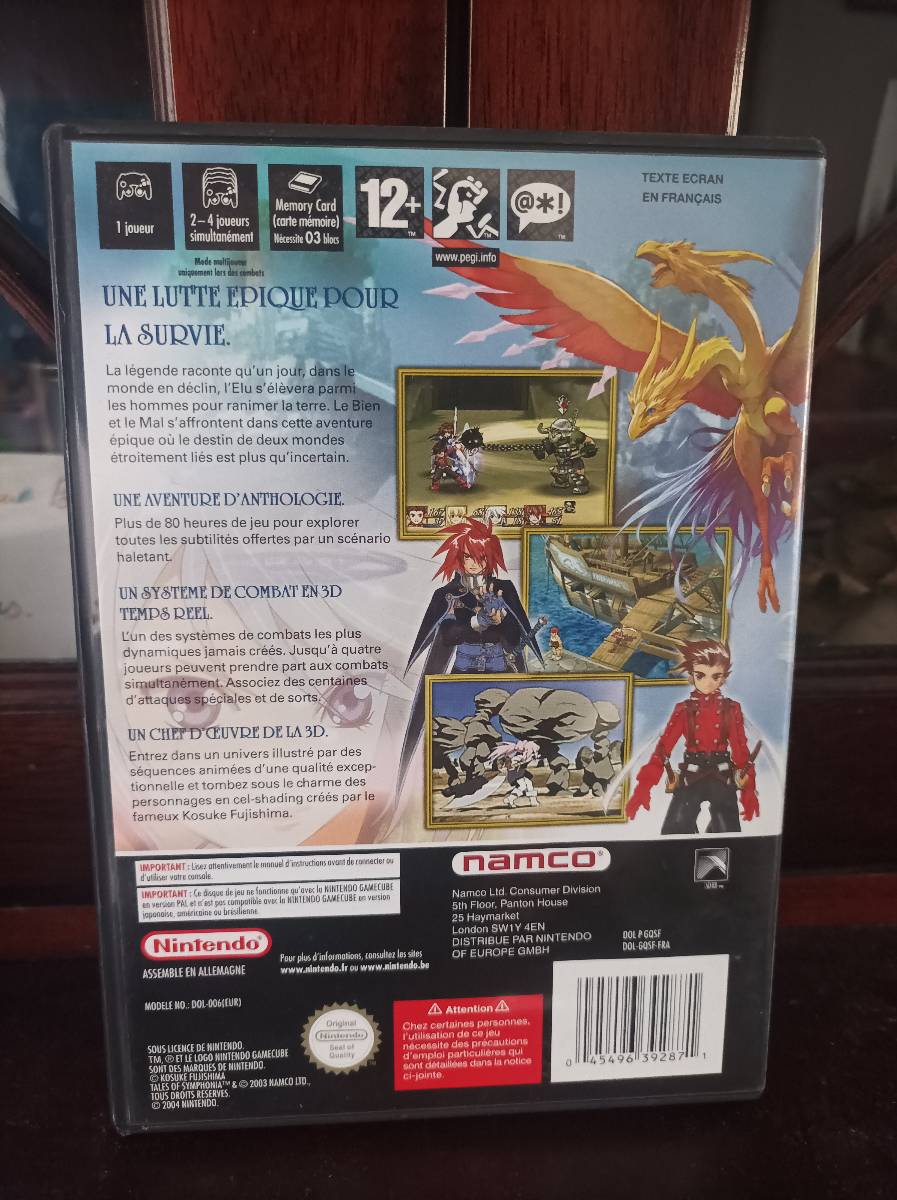 1 joueur
2–4 joueurs
simultanément
Memory Card
(carte mémoire)
Nécessite 03 blocs
12+
TM
TM
@*!
TM
www.pegi.info
TEXTE ECRAN
EN FRANÇAIS
Mode multijoueur
uniquement lors des combats
UNE LUTTE EPIQUE POUR
LA SURVIE.
La légende raconte qu'un jour, dans le
monde en déclin, l'Elu s'élèvera parmi
les hommes pour ranimer la terre. Le Bien
et le Mal s'affrontent dans cette aventure
épique où le destin de deux mondes
étroitement liés est plus qu'incertain.
UNE AVENTURE D'ANTHOLOGIE.
Plus de 80 heures de jeu pour explorer
toutes les subtilités offertes par un scénario
haletant.
UN SYSTEME DE COMBAT EN 3D
TEMPS REEL.
L'un des systèmes de combats les plus
dynamiques jamais créés. Jusqu'à quatre
joueurs peuvent prendre part aux combats
simultanément. Associez des centaines
d'attaques spéciales et de sorts.
UN CHEF D'ŒUVRE DE LA 3D.
Entrez dans un univers illustré par des
séquences animées d'une qualité excep-
tionnelle et tombez sous le charme des
personnages en cel-shading créés par le
fameux Kosuke Fujishima.
IMPORTANT : Lisez attentivement le manuel d'instructions avant de connecter ou
d'utiliser votre console.
IMPORTANT : Ce disque de jeu ne fonctionne qu'avec la NINTENDO GAMECUBE
en version PAL et n'est pas compatible avec la NINTENDO GAMECUBE en version
japonaise, américaine ou brésilienne.
Nintendo®
ASSEMBLE EN ALLEMAGNE
Pour plus d'informations, consultez les sites
www.nintendo.fr ou www.nintendo.be
MODELE NO.: DOL-006(EUR)
namco®
Namco Ltd. Consumer Division
5th Floor, Panton House
25 Haymarket
London SW1Y 4EN
DISTRIBUE PAR NINTENDO
OF EUROPE GMBH
DOL P GQSF
DOL-GQSF-FRA
SOUS LICENCE DE NINTENDO.
TM, ® ET LE LOGO NINTENDO GAMECUBE
SONT DES MARQUES DE NINTENDO.
© KOSUKE FUJISHIMA
TALES OF SYMPHONIA™ & © 2003 NAMCO LTD.,
TOUS DROITS RESERVES.
© 2004 NINTENDO.
Original
Nintendo
Seal of
Quality
Attention
Chez certaines personnes,
l'utilisation de ce jeu
nécessite des précautions
d'emploi particulières qui
sont détaillées dans la notice
ci-jointe.
0 45496 39287 1